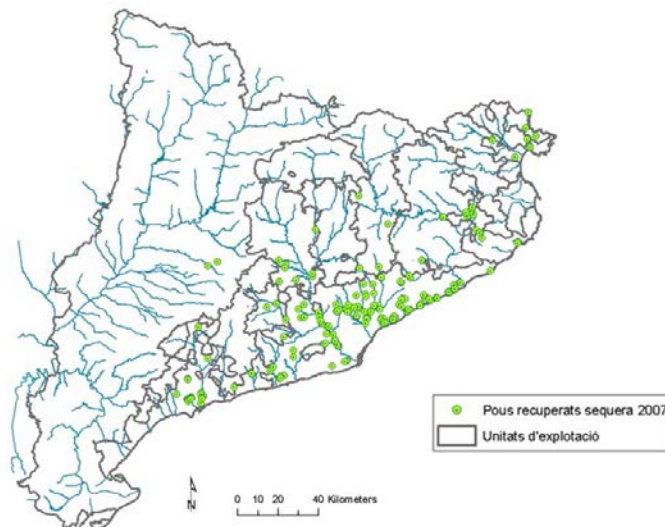 Pous recuperats sequera 2007
Unitats d'explotació
N
0 10 20 40 Kilometers